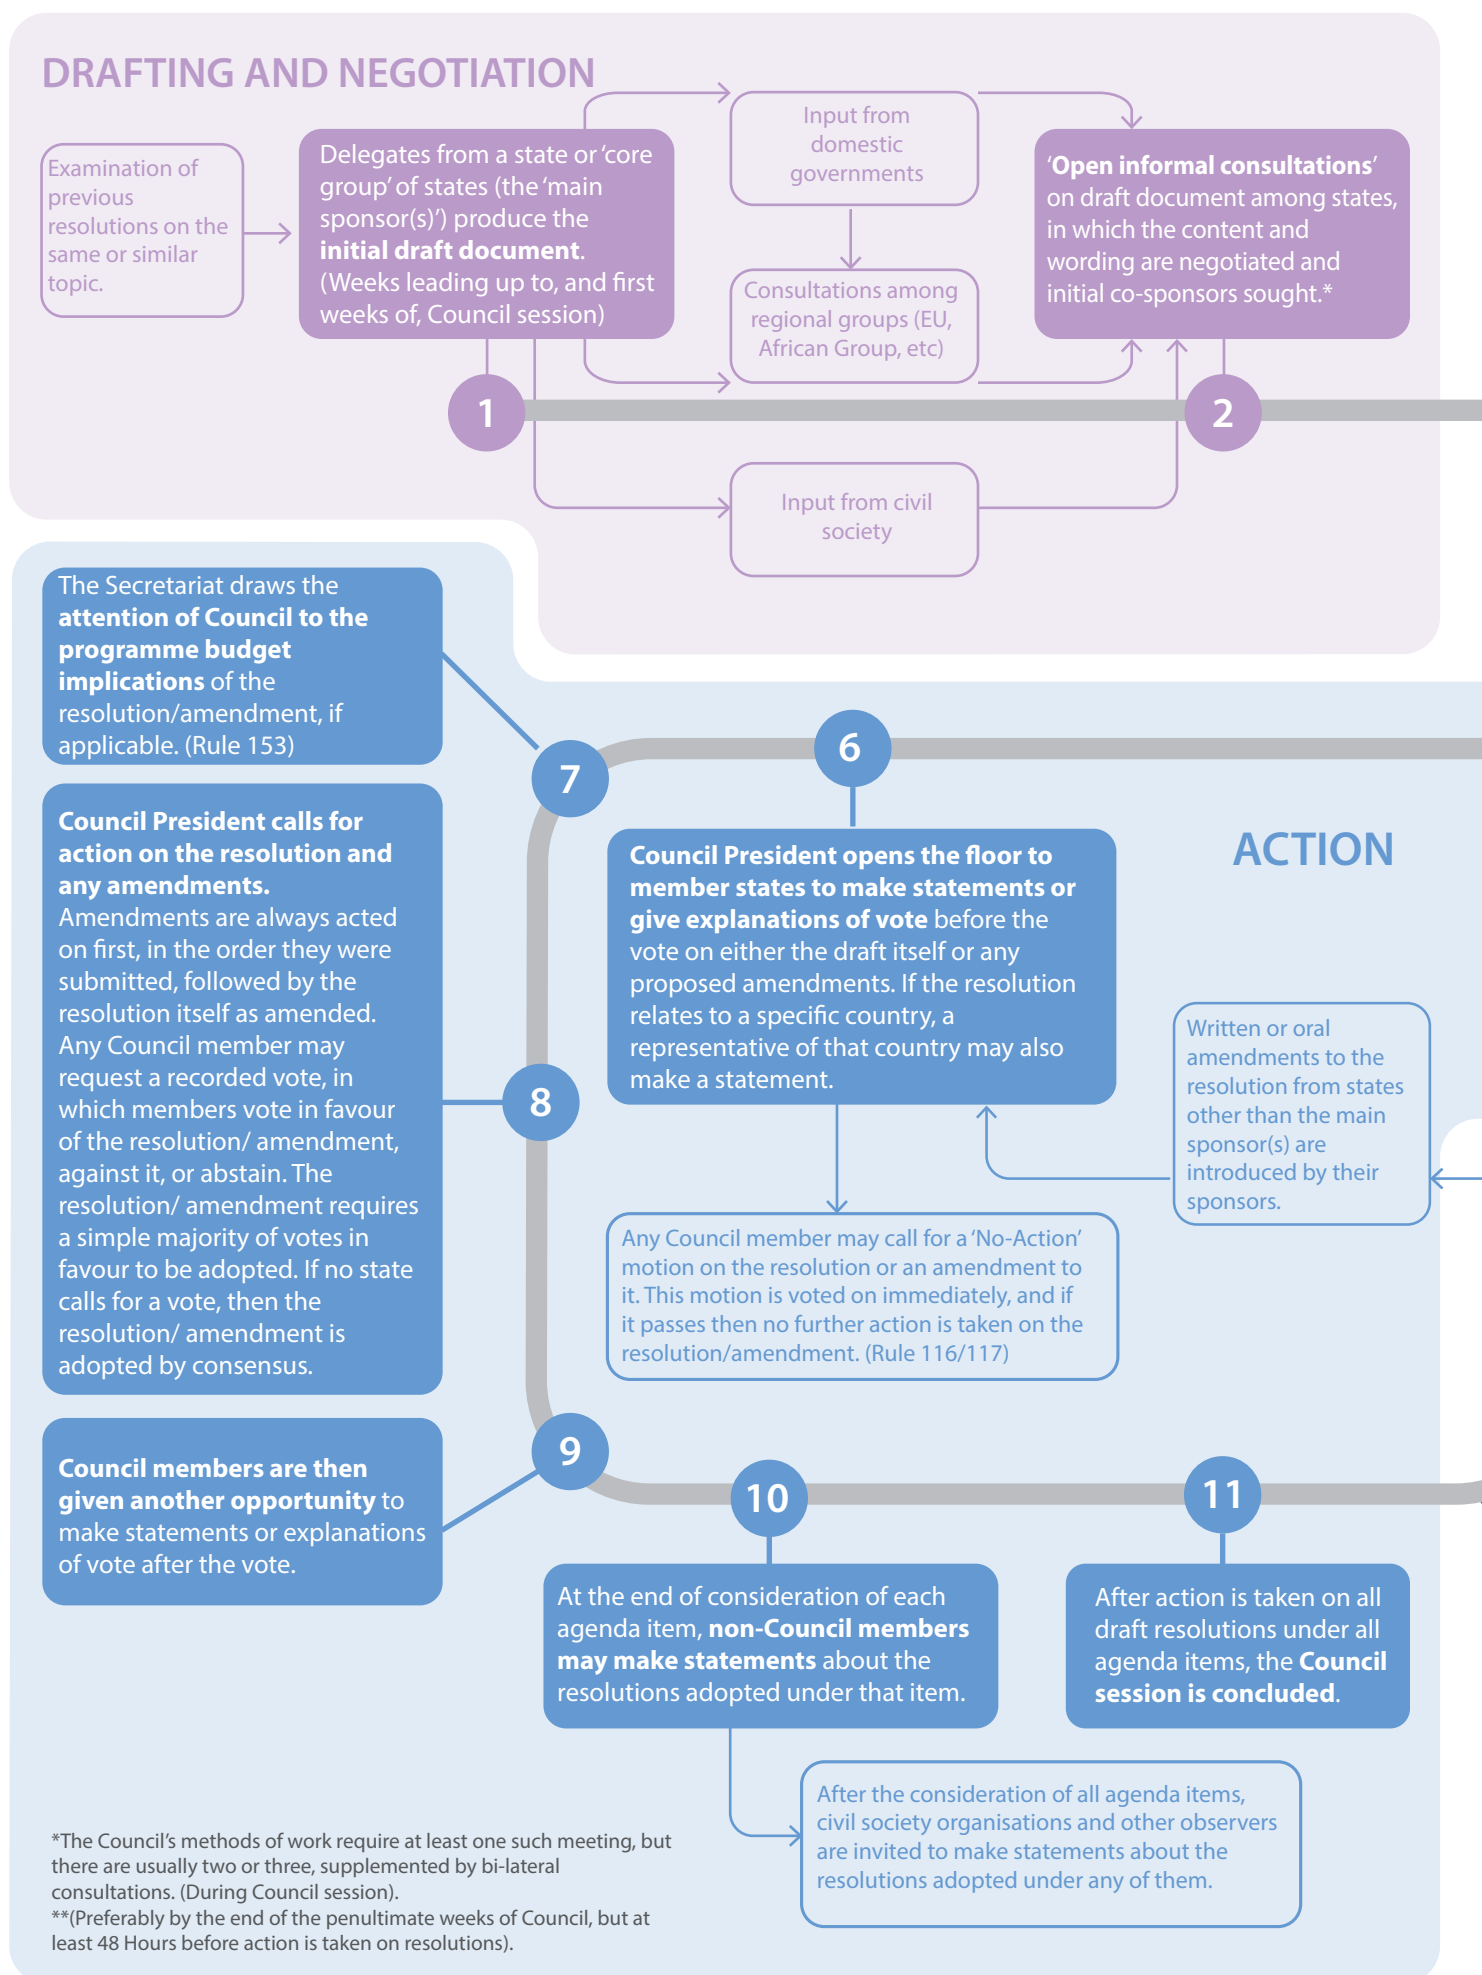 DRAFTING AND NEGOTIATION
Examination of
previous
resolutions on the
same or similar
topic.
Delegates from a state or ‘core
group’ of states (the ‘main
sponsor(s)’) produce the
initial draft document.
(Weeks leading up to, and first
weeks of, Council session)
Input from
domestic
governments
Consultations among
regional groups (EU,
African Group, etc)
‘Open informal consultations’
on draft document among states,
in which the content and
wording are negotiated and
initial co-sponsors sought.*
1
2
Input from civil
society
The Secretariat draws the
attention of Council to the
programme budget
implications of the
resolution/amendment, if
applicable. (Rule 153)
6
7
Council President calls for
action on the resolution and
any amendments.
Amendments are always acted
on first, in the order they were
submitted, followed by the
resolution itself as amended.
Any Council member may
request a recorded vote, in
which members vote in favour
of the resolution/ amendment,
against it, or abstain. The
resolution/ amendment requires
a simple majority of votes in
favour to be adopted. If no state
calls for a vote, then the
resolution/ amendment is
adopted by consensus.
8
Council President opens the floor to
member states to make statements or
give explanations of vote before the
vote on either the draft itself or any
proposed amendments. If the resolution
relates to a specific country, a
representative of that country may also
make a statement.
ACTION
Written or oral
amendments to the
resolution from states
other than the main
sponsor(s) are
introduced by their
sponsors.
Any Council member may call for a ‘No-Action’
motion on the resolution or an amendment to
it. This motion is voted on immediately, and if
it passes then no further action is taken on the
resolution/amendment. (Rule 116/117)
Council members are then
given another opportunity to
make statements or explanations
of vote after the vote.
9
10
11
At the end of consideration of each
agenda item, non-Council members
may make statements about the
resolutions adopted under that item.
After action is taken on all
draft resolutions under all
agenda items, the Council
session is concluded.
After the consideration of all agenda items,
civil society organisations and other observers
are invited to make statements about the
resolutions adopted under any of them.
*The Council’s methods of work require at least one such meeting, but
there are usually two or three, supplemented by bi-lateral
consultations. (During Council session).
**(Preferably by the end of the penultimate weeks of Council, but at
least 48 Hours before action is taken on resolutions).